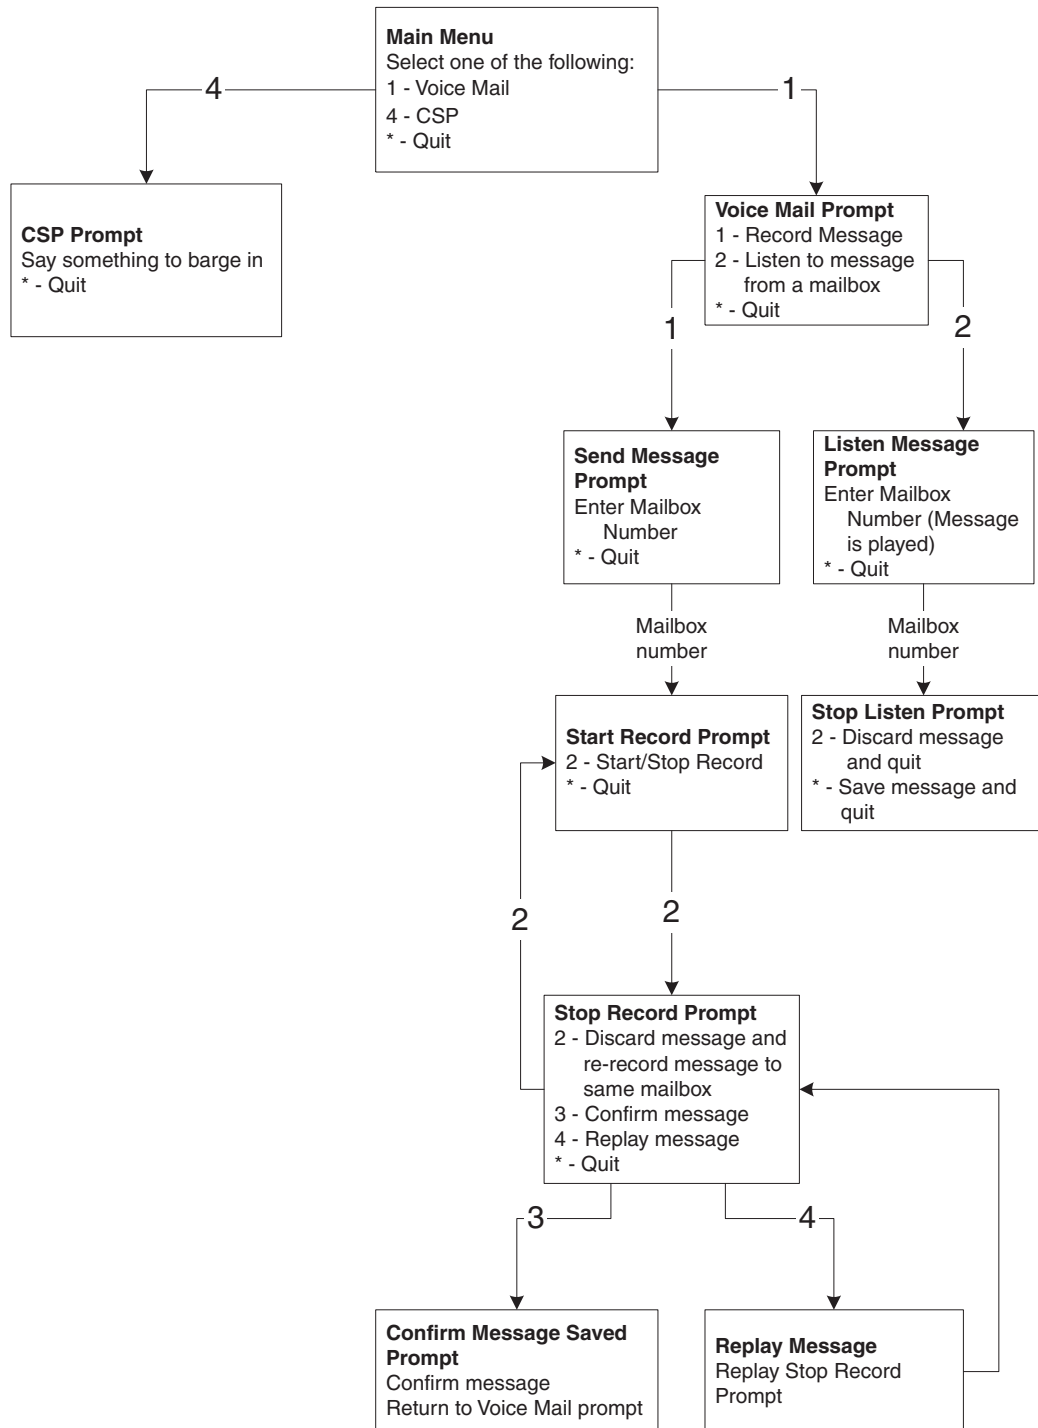 Main Menu
Select one of the following:
1 - Voice Mail
4 - CSP
* - Quit
4
1
CSP Prompt
Say something to barge in
* - Quit
Voice Mail Prompt
1 - Record Message
2 - Listen to message
from a mailbox
* - Quit
1
2
Send Message
Prompt
Enter Mailbox
Number
* - Quit
Listen Message
Prompt
Enter Mailbox
Number (Message
is played)
* - Quit
Mailbox
number
Mailbox
number
Start Record Prompt
2 - Start/Stop Record
* - Quit
Stop Listen Prompt
2 - Discard message
and quit
* - Save message and
quit
2
2
Stop Record Prompt
2 - Discard message and
re-record message to
same mailbox
3 - Confirm message
4 - Replay message
* - Quit
3
4
Confirm Message Saved
Prompt
Confirm message
Return to Voice Mail prompt
Replay Message
Replay Stop Record
Prompt